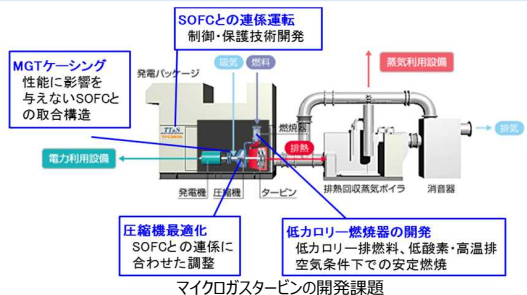 SOFCとの連係運転
制御・保護技術開発
MGTケーシング
性能に影響を
与えないSOFCと
の取合構造
発電パッケージ
吸気
燃料
蒸気利用設備
TT&S
燃焼器
排熱
排気
電力利用設備
発電機
圧縮機
タービン
排熱回収蒸気ボイラ
消音器
圧縮機最適化
SOFCとの連係に
合わせた調整
低カロリー燃焼器の開発
低カロリー排燃料、低酸素・高温排
空気条件下での安定燃焼
マイクロガスタービンの開発課題